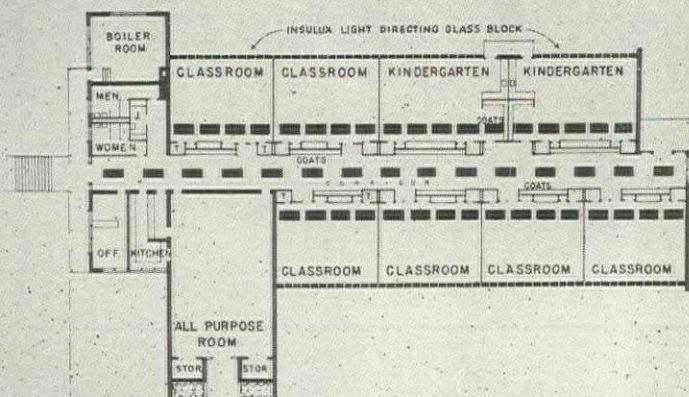 INSULUX LIGHT DIRECTING GLASS BLOCK
BOILER
ROOM
CLASSROOM
CLASSROOM
KINDERGARTEN
KINDERGARTEN
MEN
J.
WOMEN
COATS
T
T
COATS
CORRIDOR
COATS
T
T
OFF.
KITCHEN
CLASSROOM
CLASSROOM
CLASSROOM
CLASSROOM
ALL PURPOSE
ROOM
STOR
STOR